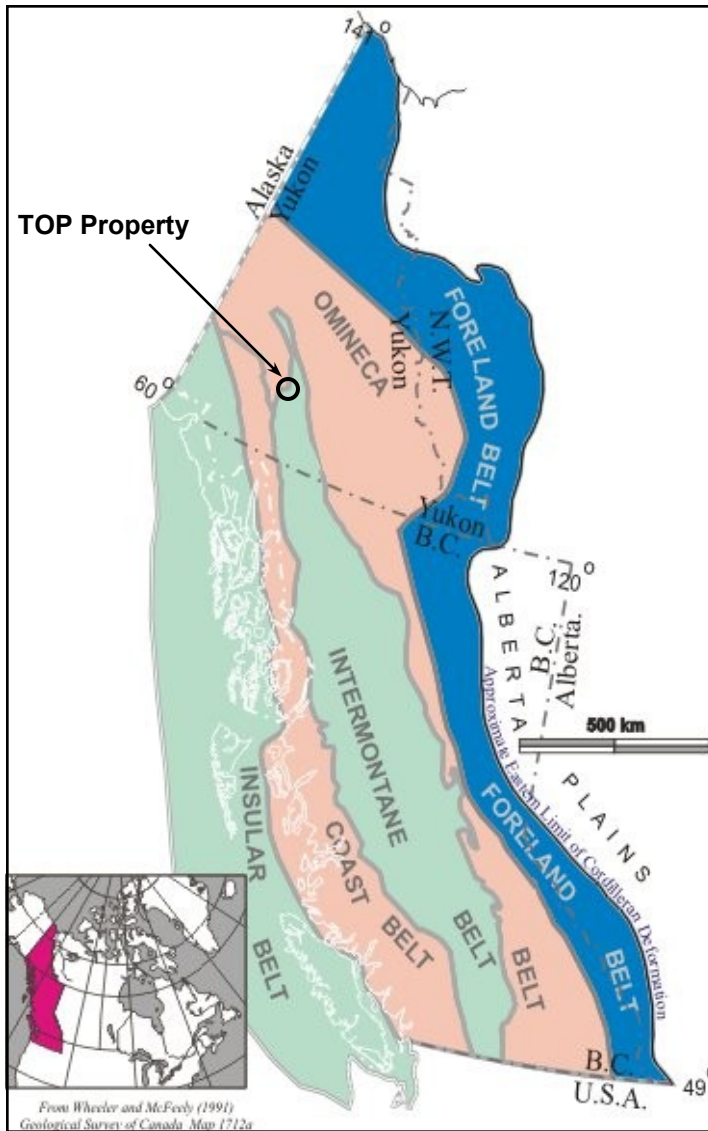 141°
Alaska
Yukon
TOP Property
OMINECA
N.W.T.
Yukon
FORELAND BELT
60°
Yukon
B.C.
120°
ALBERTA PLAINS
B.C.
Alberta.
Approximate Eastern Limit of Cordilleran Deformation
500 km
INTERMONTANE BELT
INSULAR BELT
COAST BELT
FORELAND BELT
BELT
B.C.
U.S.A.
49
From Wheeler and McFeely (1991)
Geological Survey of Canada Map 1712a